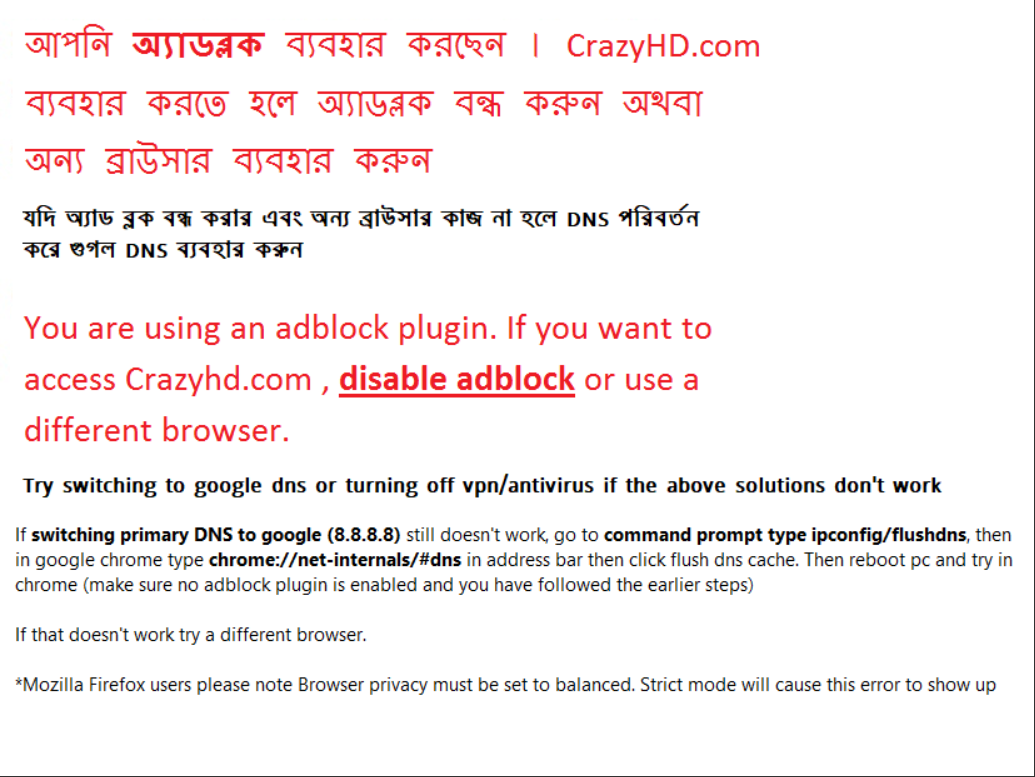 আপনি অ্যাডব্লক ব্যবহার করছেন । CrazyHD.com
ব্যবহার করতে হলে অ্যাডব্লক বন্ধ করুন অথবা
অন্য ব্রাউসার ব্যবহার করুন
যদি অ্যাড ব্লক বন্ধ করার এবং অন্য ব্রাউসার কাজ না হলে DNS পরিবর্তন
করে গুগল DNS ব্যবহার করুন
You are using an adblock plugin. If you want to
access Crazyhd.com , disable adblock or use a
different browser.
Try switching to google dns or turning off vpn/antivirus if the above solutions don't work
If switching primary DNS to google (8.8.8.8) still doesn't work, go to command prompt type ipconfig/flushdns, then
in google chrome type chrome://net-internals/#dns in address bar then click flush dns cache. Then reboot pc and try in
chrome (make sure no adblock plugin is enabled and you have followed the earlier steps)
If that doesn't work try a different browser.
*Mozilla Firefox users please note Browser privacy must be set to balanced. Strict mode will cause this error to show up